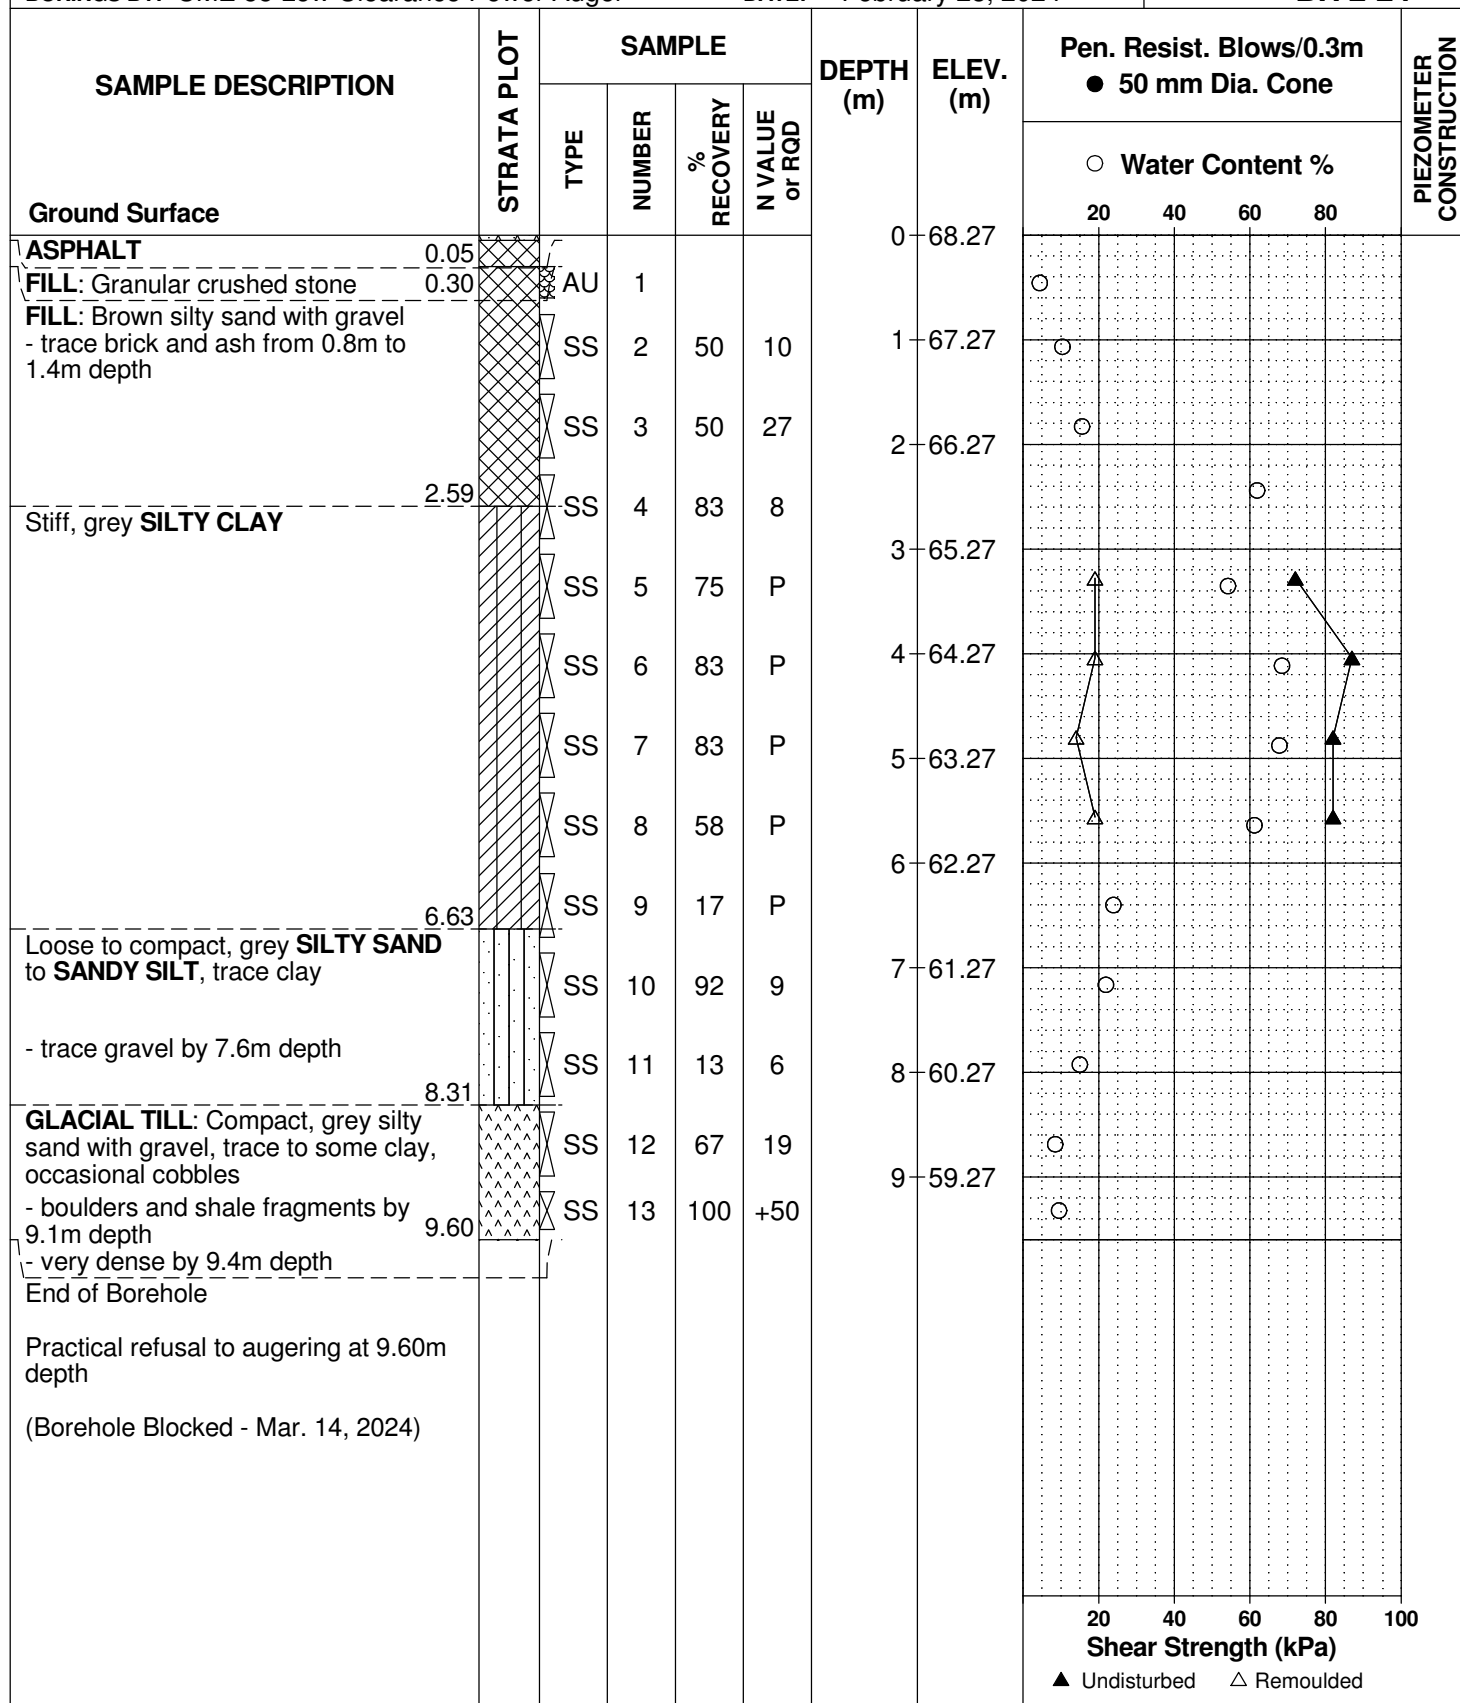 SAMPLE DESCRIPTION
Ground Surface
STRATA PLOT
SAMPLE
TYPE
NUMBER
% RECOVERY
N VALUE or RQD
DEPTH (m)
ELEV. (m)
Pen. Resist. Blows/0.3m
● 50 mm Dia. Cone
○ Water Content %
20 40 60 80
PIEZOMETER CONSTRUCTION
0 68.27
ASPHALT 0.05
FILL: Granular crushed stone 0.30
AU 1
FILL: Brown silty sand with gravel
- trace brick and ash from 0.8m to
1.4m depth
SS 2 50 10
1 67.27
SS 3 50 27
2 66.27
2.59
SS 4 83 8
Stiff, grey SILTY CLAY
3 65.27
SS 5 75 P
SS 6 83 P
4 64.27
SS 7 83 P
5 63.27
SS 8 58 P
6 62.27
SS 9 17 P
6.63
Loose to compact, grey SILTY SAND
to SANDY SILT, trace clay
7 61.27
SS 10 92 9
- trace gravel by 7.6m depth
SS 11 13 6
8 60.27
8.31
GLACIAL TILL: Compact, grey silty
sand with gravel, trace to some clay,
occasional cobbles
SS 12 67 19
9 59.27
- boulders and shale fragments by
9.1m depth
SS 13 100 +50
9.60
- very dense by 9.4m depth
End of Borehole
Practical refusal to augering at 9.60m
depth
(Borehole Blocked - Mar. 14, 2024)
20 40 60 80 100
Shear Strength (kPa)
▲ Undisturbed △ Remoulded